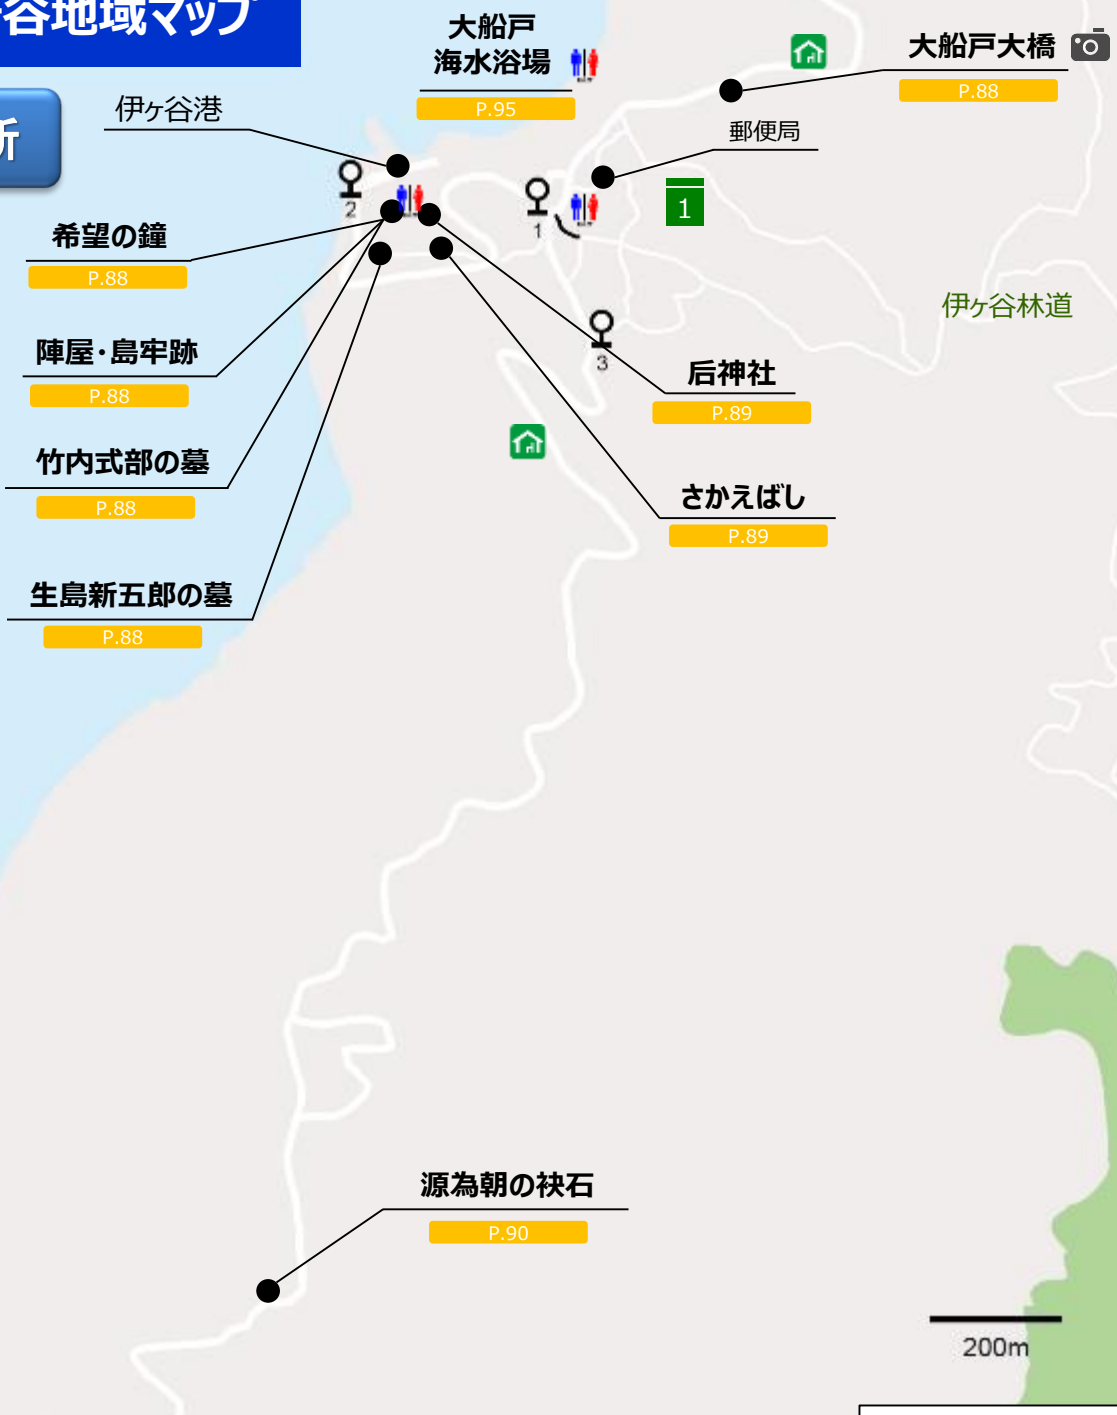 谷地域マップ
所
大船戸
海水浴場
P.95
大船戸大橋
P.88
伊ヶ谷港
郵便局
2
1
1
希望の鐘
P.88
伊ヶ谷林道
3
陣屋・島牢跡
P.88
后神社
P.89
竹内式部の墓
P.88
さかえばし
P.89
生島新五郎の墓
P.88
源為朝の袂石
P.90
200m